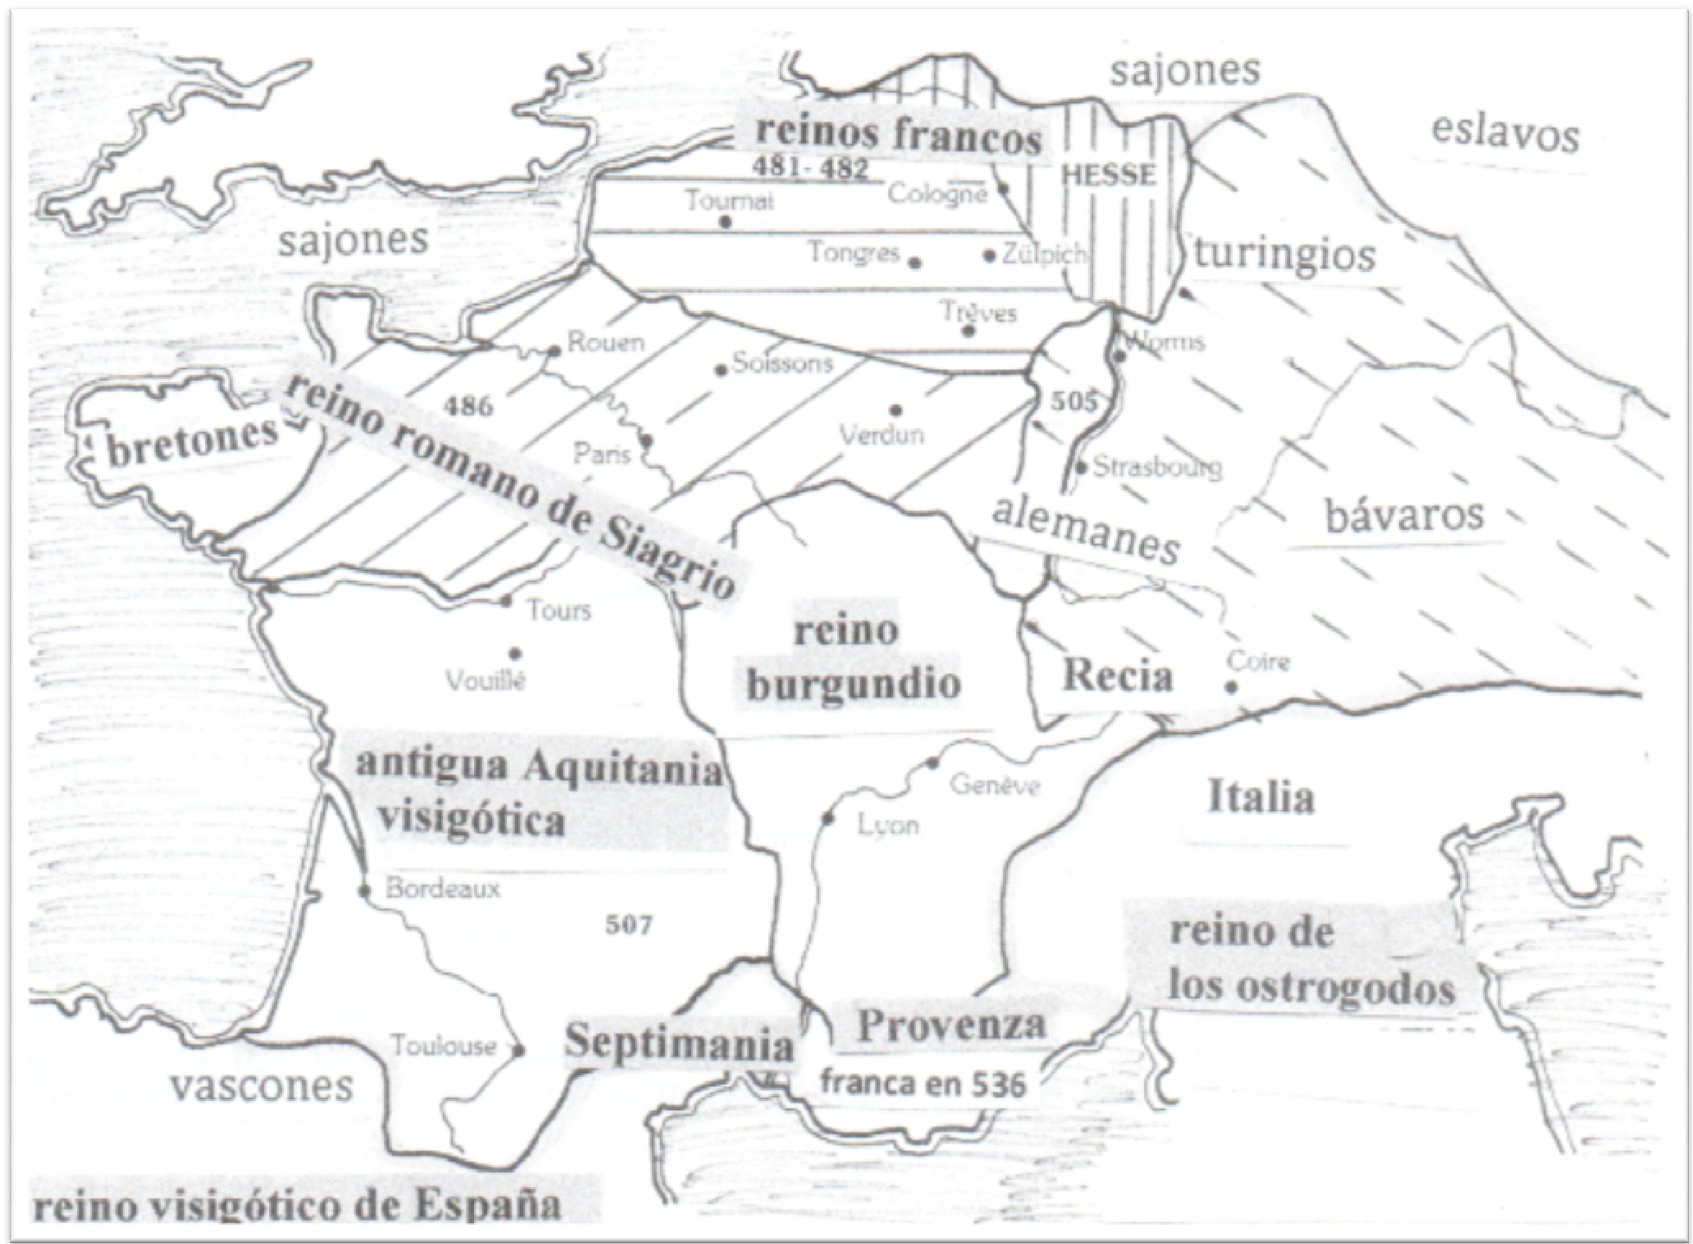 sajones
eslavos
reinos francos
481-482
HESSE
Tournai
Cologne
sajones
Tongres
Zülpich
turingios
Trèves
Rouen
Soissons
Worms
486
505
reino romano de Siagrio
bretones
Verdun
Paris
Strasbourg
alemanes
bávaros
Tours
reino
burgundio
Vouillé
Recia
Coire
antigua Aquitania
visigótica
Genève
Italia
Lyon
Bordeaux
507
reino de
los ostrogodos
Provenza
Septimania
Toulouse
franca en 536
vascones
reino visigótico de España